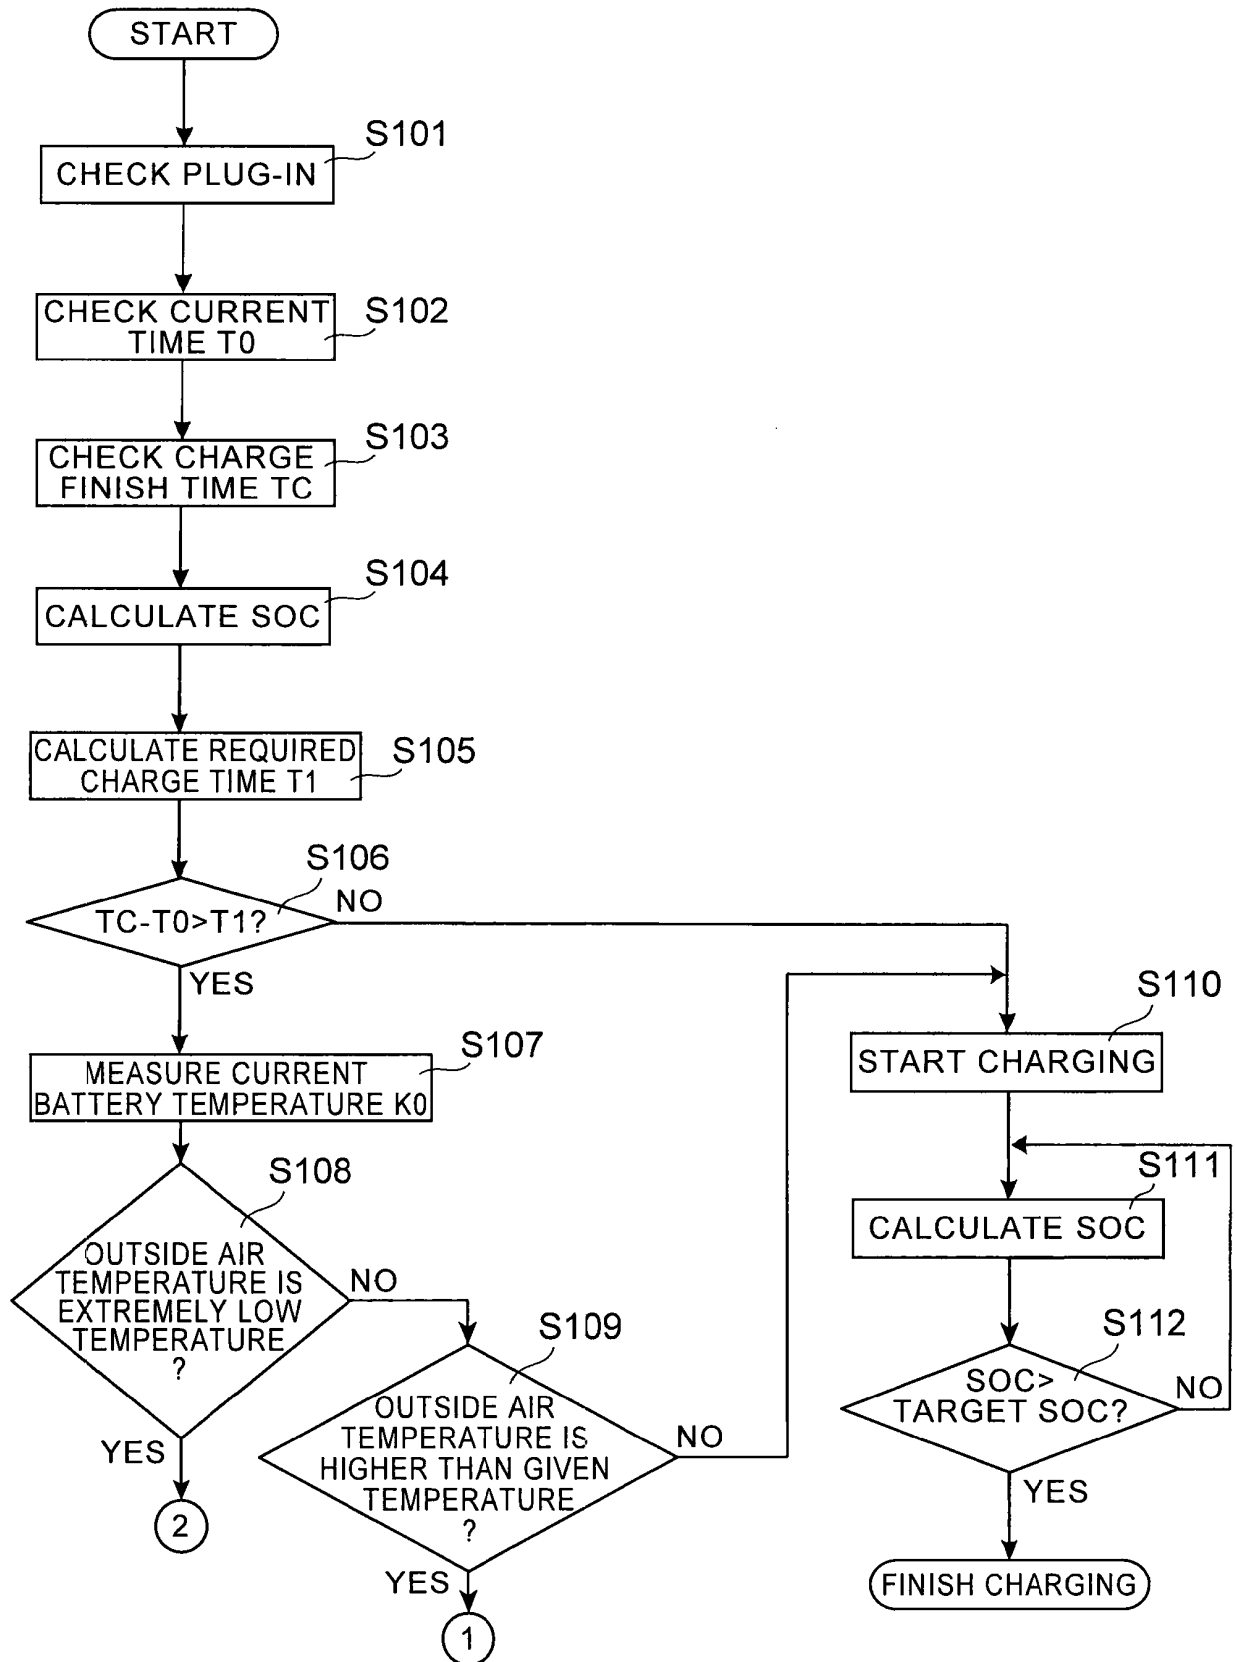 START
S101
CHECK PLUG-IN
S102
CHECK CURRENT
TIME T0
S103
CHECK CHARGE
FINISH TIME TC
S104
CALCULATE SOC
S105
CALCULATE REQUIRED
CHARGE TIME T1
S106
TC-T0>T1?
NO
YES
S107
MEASURE CURRENT
BATTERY TEMPERATURE K0
S108
OUTSIDE AIR
TEMPERATURE IS
EXTREMELY LOW
TEMPERATURE
?
NO
YES
2
S109
OUTSIDE AIR
TEMPERATURE IS
HIGHER THAN GIVEN
TEMPERATURE
?
NO
YES
1
S110
START CHARGING
S111
CALCULATE SOC
S112
SOC>
TARGET SOC?
NO
YES
FINISH CHARGING